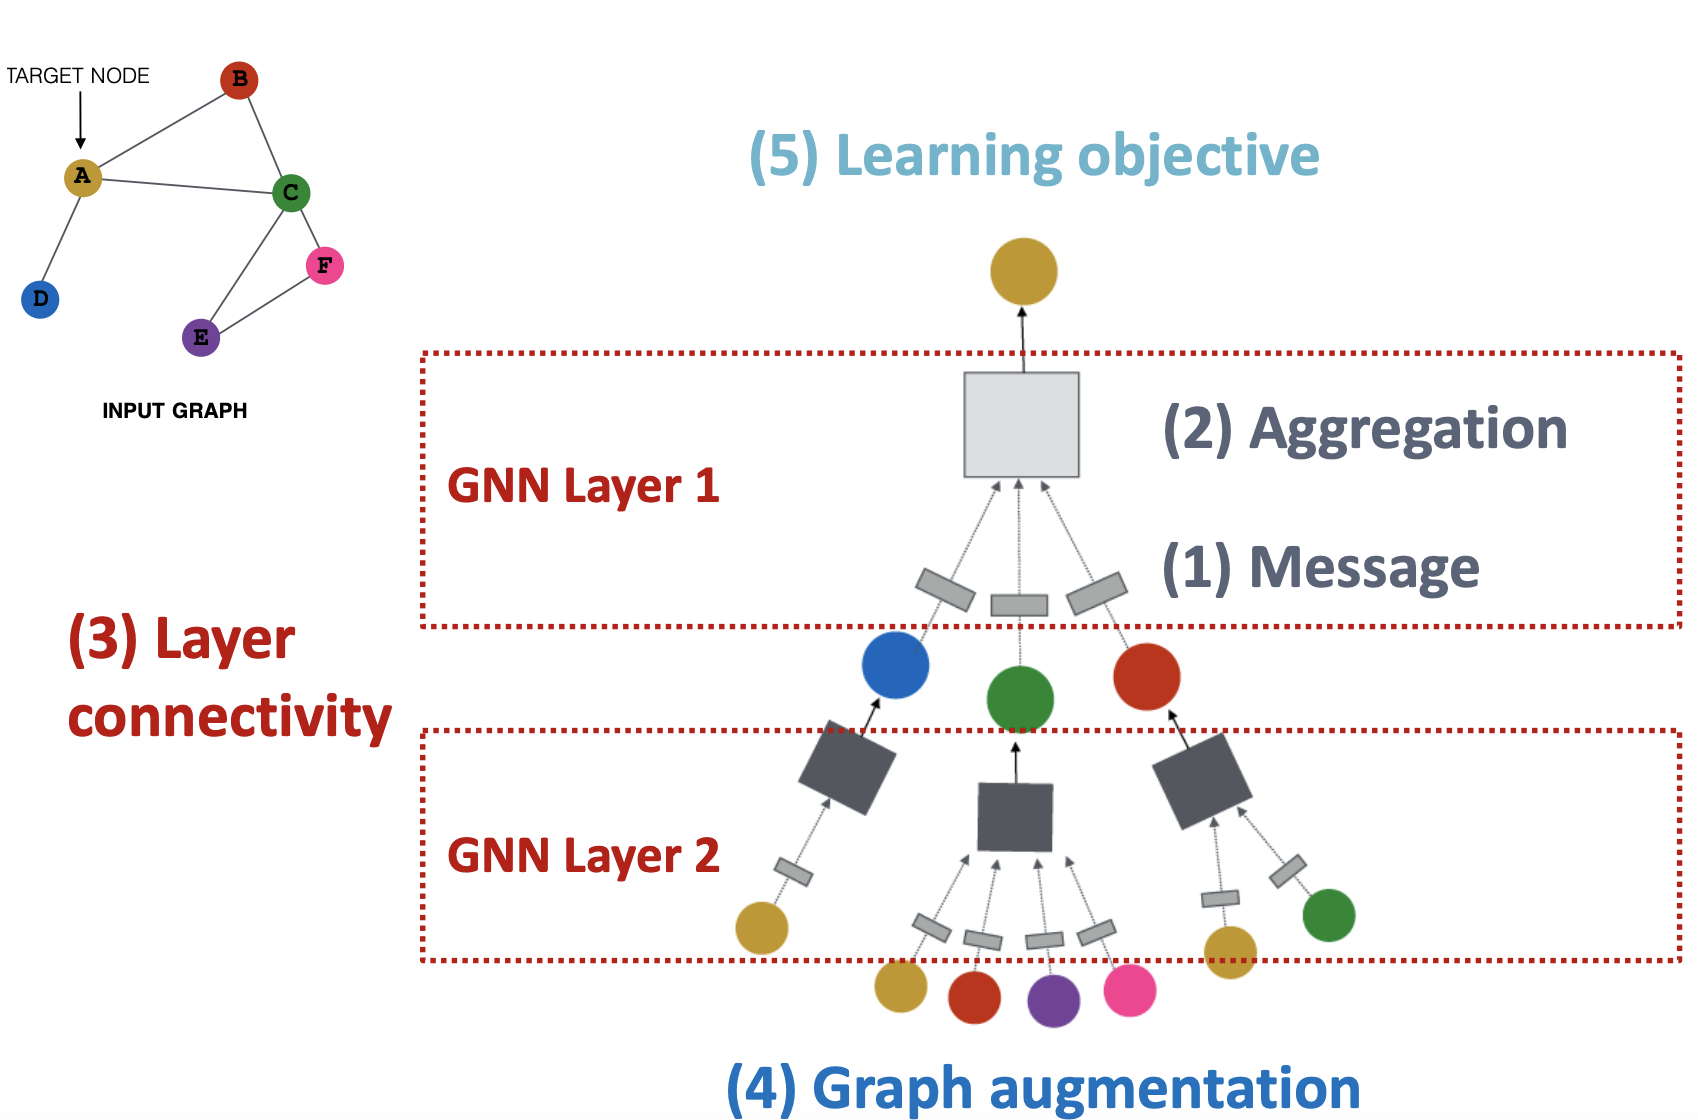 TARGET NODE
B
A
C
F
D
E
INPUT GRAPH
(5) Learning objective
(2) Aggregation
GNN Layer 1
(1) Message
(3) Layer
connectivity
GNN Layer 2
(4) Graph augmentation